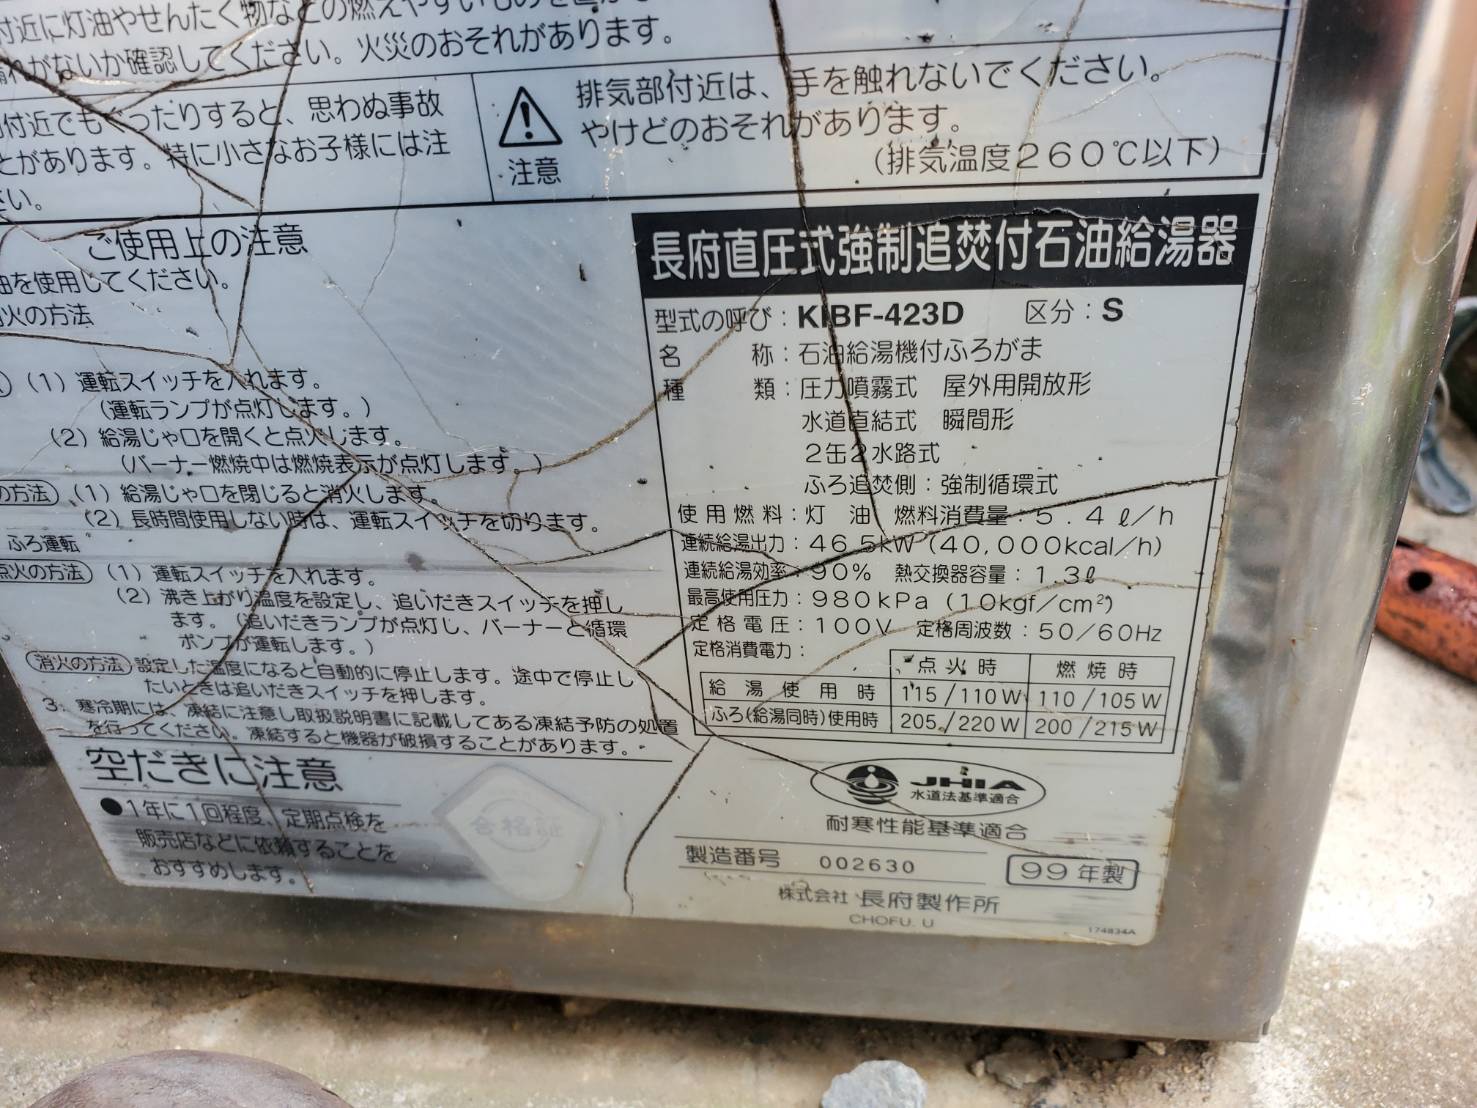 付近に灯油やせんたく物などの燃えやすいものを
漏れがないか確認してください。火災のおそれがあります。
付近でもぐったりすると、思わぬ事故
とがあります。特に小さなお子様には注
さい。
注意
排気部付近は、手を触れないでください。
やけどのおそれがあります。
(排気温度260℃以下)
ご使用上の注意
油を使用してください。
火の方法
(1) 運転スイッチを入れます。
(運転ランプが点灯します。)
(2) 給湯じゃ口を開くと点火します。
(バーナー燃焼中は燃焼表示が点灯します。)
の方法 (1) 給湯じゃ口を閉じると消火します。
(2) 長時間使用しない時は、運転スイッチを切ります。
ふろ運転
点火の方法 (1) 運転スイッチを入れます。
(2) 沸き上がり温度を設定し、追いだきスイッチを押し
ます。(追いだきランプが点灯し、バーナーと循環
ポンプが運転します。)
消火の方法 設定した温度になると自動的に停止します。途中で停止し
たいときは追いだきスイッチを押します。
3. 寒冷期には、凍結に注意し取扱説明書に記載してある凍結予防の処置
を行ってください。凍結すると機器が破損することがあります。
空だきに注意
●1年に1回程度、定期点検を
販売店などに依頼することを
おすすめします。
合格証
長府直圧式強制追焚付石油給湯器
型式の呼び:KIBF-423D 区分:S
名 称:石油給湯機付ふろがま
種 類:圧力噴霧式 屋外用開放形
水道直結式 瞬間形
2缶2水路式
ふろ追焚側:強制循環式
使用燃料:灯 油 燃料消費量:5.4ℓ/h
連続給湯出力:46.5kW(40,000kcal/h)
連続給湯効率:90% 熱交換器容量:1.3ℓ
最高使用圧力:980kPa(10kgf/cm²)
定格電圧:100V 定格周波数:50/60Hz
定格消費電力:
点火時 燃焼時
給湯使用時 115/110W 110/105W
ふろ(給湯同時)使用時 205/220W 200/215W
JHIA
水道法基準適合
耐寒性能基準適合
製造番号 002630 99年製
株式会社 長府製作所
CHOFU. U
174834A